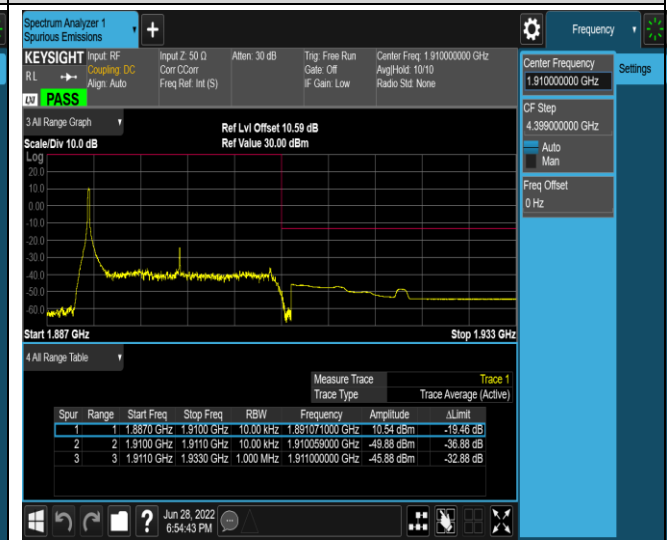 Spectrum Analyzer 1
Spurious Emissions
Frequency
KEYSIGHT Input: RF Input Z: 50 Ω Atten: 30 dB Trig: Free Run Center Freq: 1.910000000 GHz
R L Coupling: DC Corr CCorr Gate: Off Avg|Hold: 10/10
Align: Auto Freq Ref: Int (S) IF Gain: Low Radio Std: None
LXI PASS
Center Frequency
1.910000000 GHz
Settings
CF Step
4.399000000 GHz
Auto
Man
Freq Offset
0 Hz
3 All Range Graph
Ref Lvl Offset 10.59 dB
Scale/Div 10.0 dB Ref Value 30.00 dBm
Log
20.0
10.0
0.00
-10.0
-20.0
-30.0
-40.0
-50.0
-60.0
Start 1.887 GHz Stop 1.933 GHz
4 All Range Table
Measure Trace Trace 1
Trace Type Trace Average (Active)
Spur Range Start Freq Stop Freq RBW Frequency Amplitude ΔLimit
1 1 1.8870 GHz 1.9100 GHz 10.00 kHz 1.891071000 GHz 10.54 dBm -19.46 dB
2 2 1.9100 GHz 1.9110 GHz 10.00 kHz 1.910059000 GHz -49.88 dBm -36.88 dB
3 3 1.9110 GHz 1.9330 GHz 1.000 MHz 1.911000000 GHz -45.88 dBm -32.88 dB
? Jun 28, 2022
6:54:43 PM